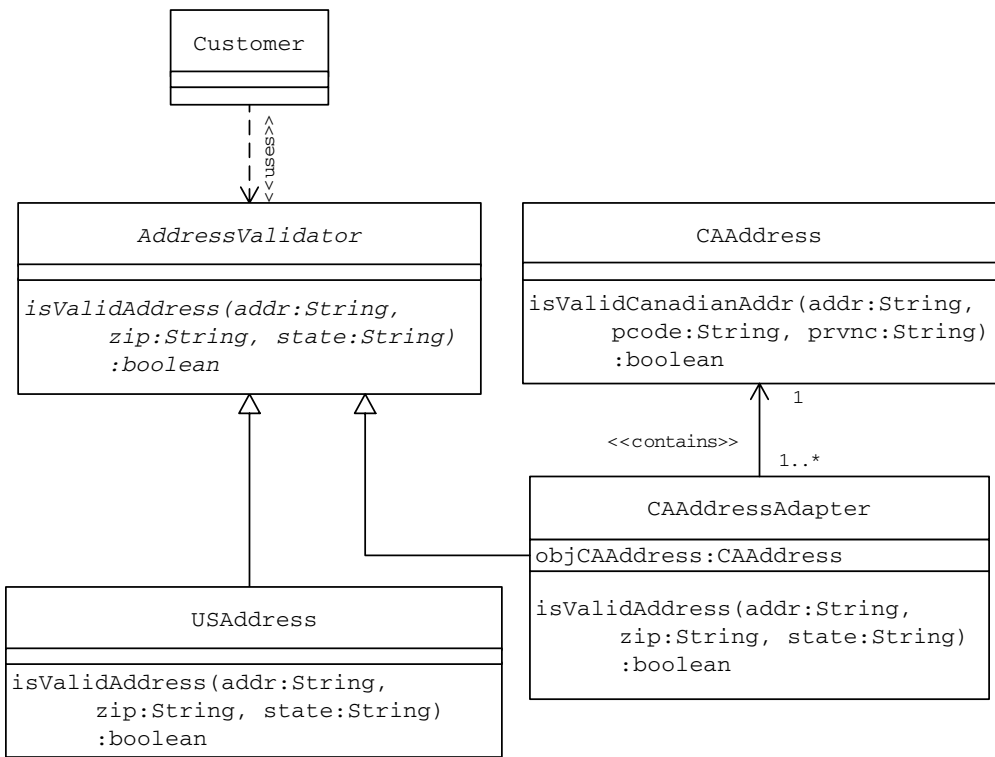 Customer
<<uses>>
AddressValidator
isValidAddress(addr:String,
zip:String, state:String)
:boolean
CAAddress
isValidCanadianAddr(addr:String,
pcode:String, prvnc:String)
:boolean
1
<<contains>>
1..*
CAAddressAdapter
objCAAddress:CAAddress
isValidAddress(addr:String,
zip:String, state:String)
:boolean
USAddress
isValidAddress(addr:String,
zip:String, state:String)
:boolean